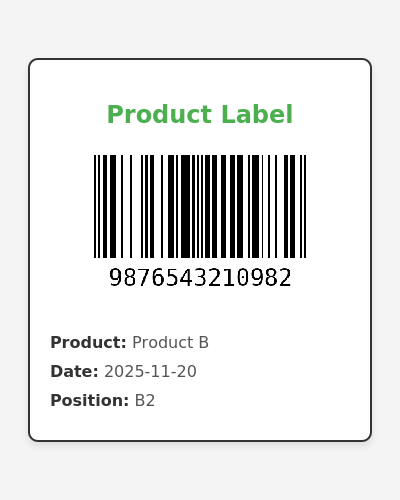 Product Label
9876543210982
Product: Product B
Date: 2025-11-20
Position: B2